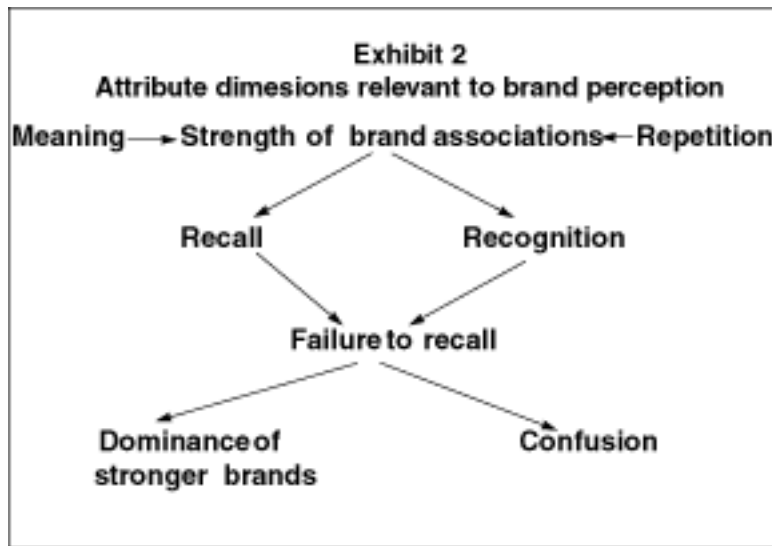 Exhibit 2
Attribute dimesions relevant to brand perception
Meaning Strength of brand associations Repetition
Recall Recognition
Failure to recall
Dominance of Confusion
stronger brands